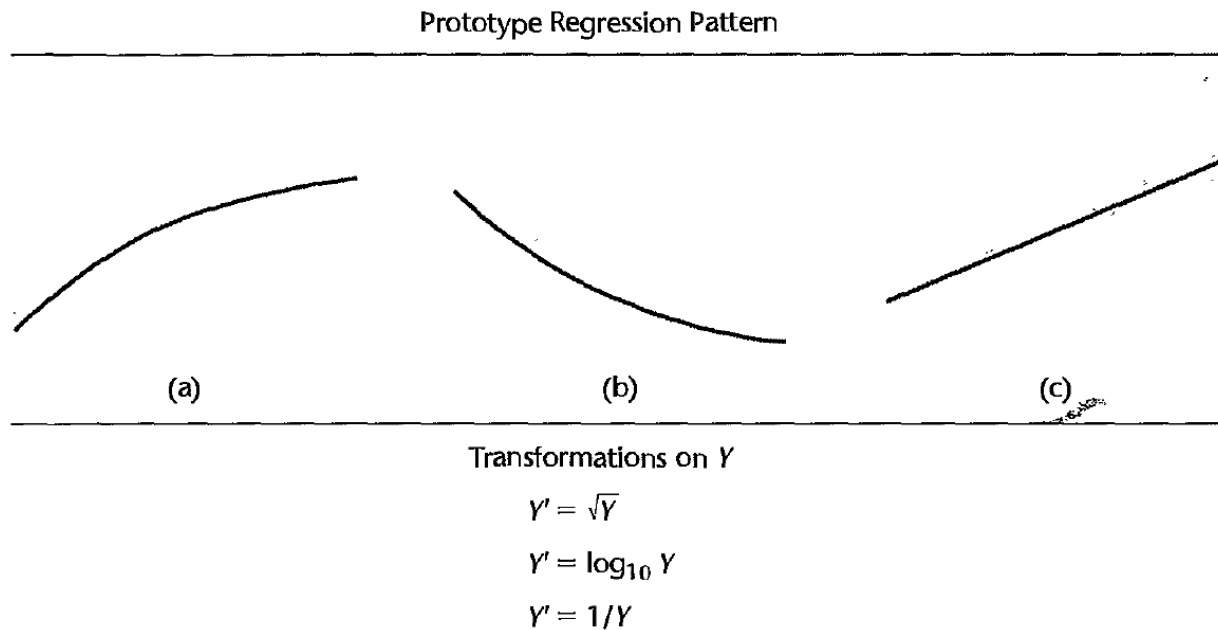 Prototype Regression Pattern
(a) (b) (c)
Transformations on Y
Y′ = √Y
Y′ = log₁₀ Y
Y′ = 1/Y